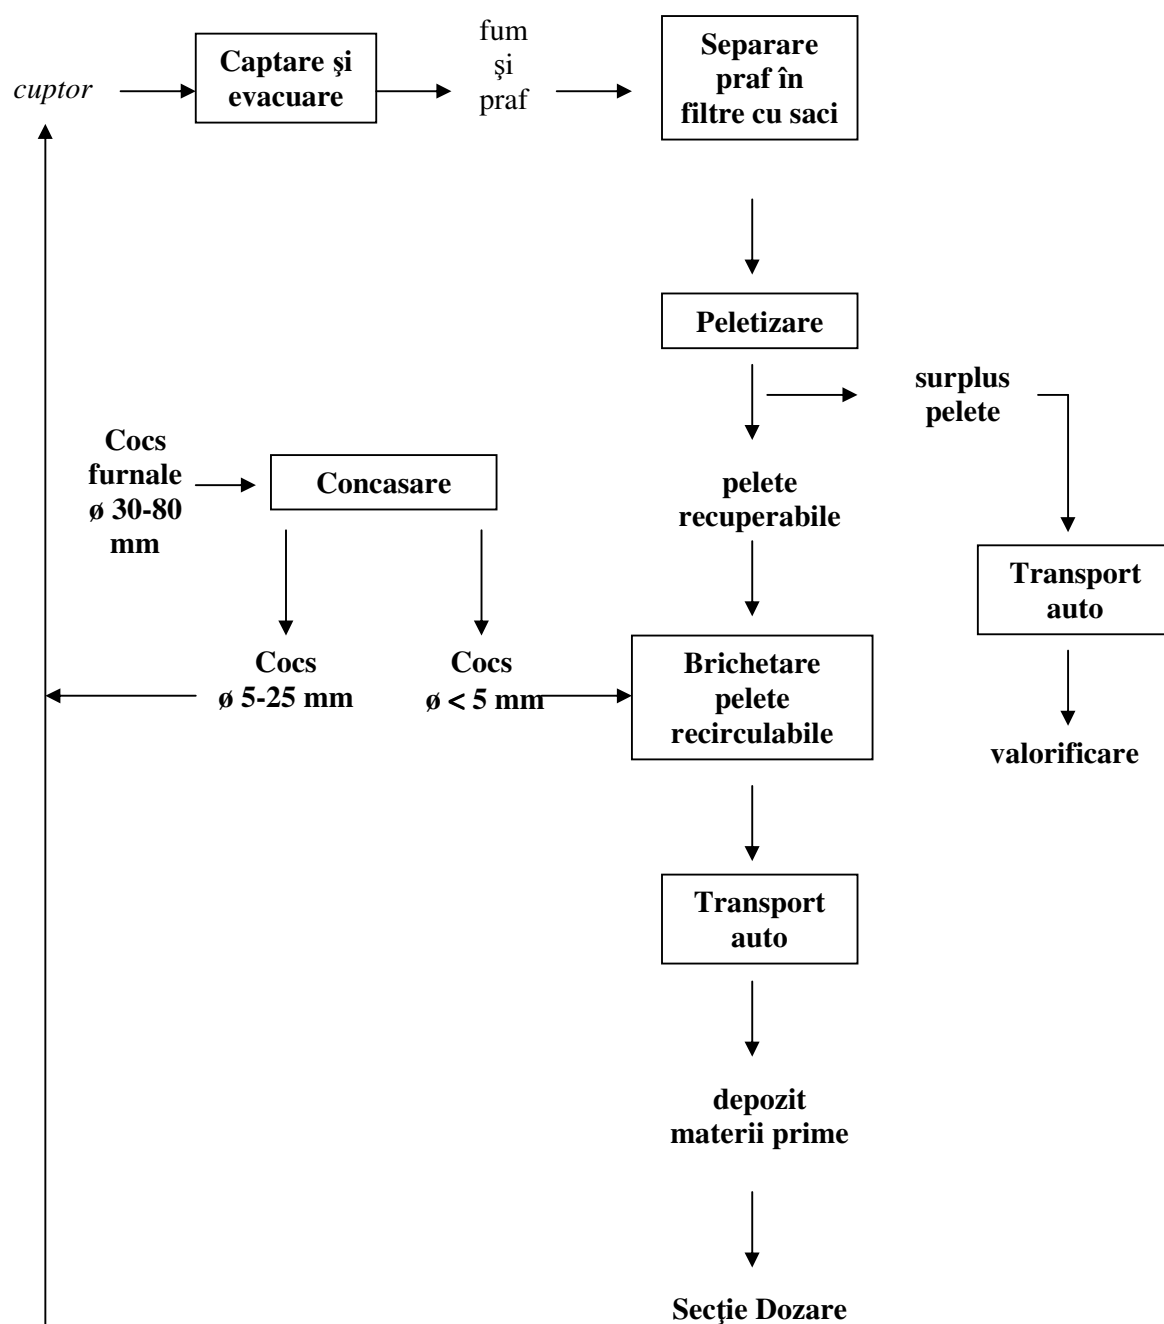 cuptor
Captare şi
evacuare
fum
şi
praf
Separare
praf în
filtre cu saci
Peletizare
surplus
pelete
Cocs
furnale
ø 30-80
mm
Concasare
pelete
recuperabile
Transport
auto
Cocs
ø 5-25 mm
Cocs
ø < 5 mm
Brichetare
pelete
recirculabile
valorificare
Transport
auto
depozit
materii prime
Secţie Dozare